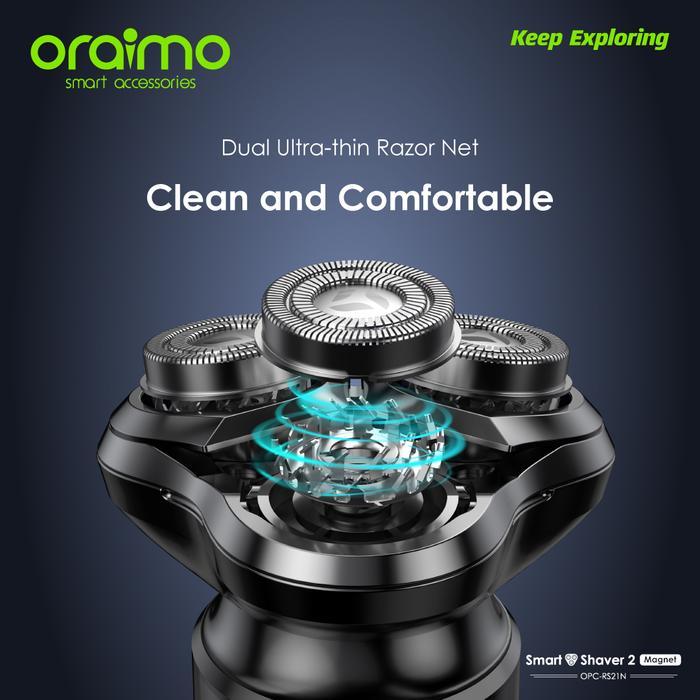 oraimo
smart accessories
Keep Exploring
Dual Ultra-thin Razor Net
Clean and Comfortable
Smart Shaver 2 Magnet
OPC-RS21N